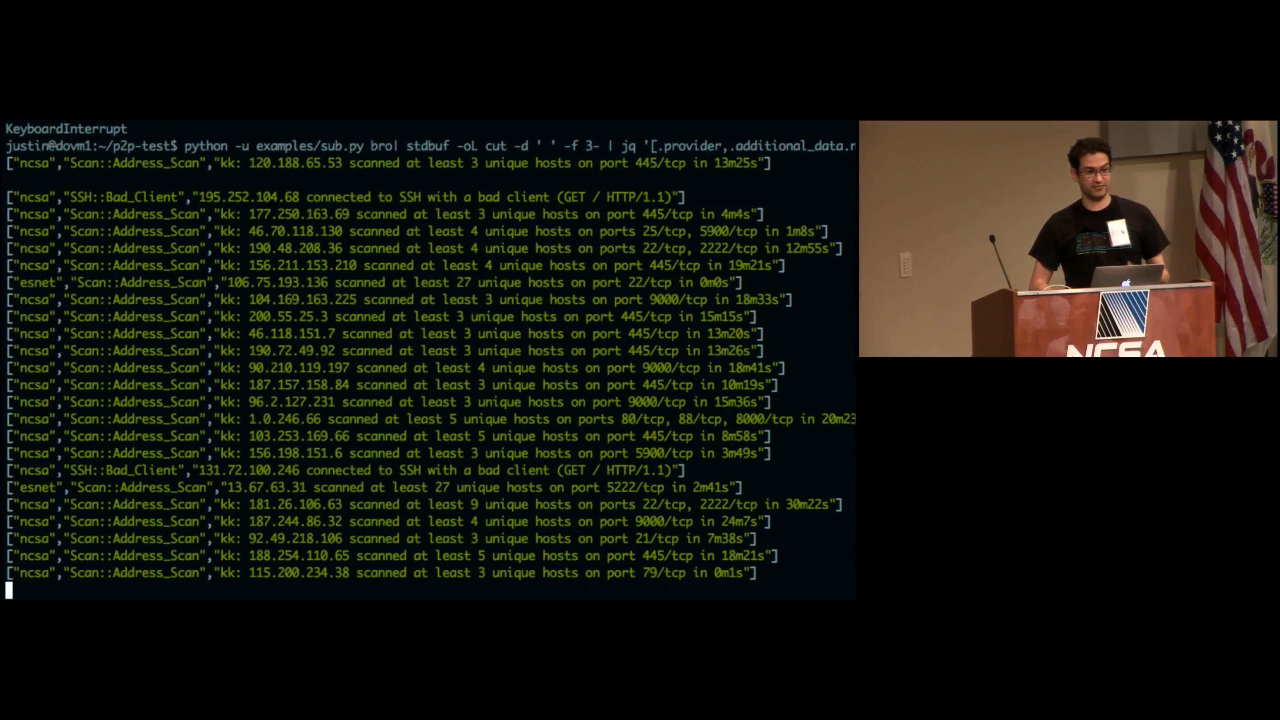 KeyboardInterrupt
justin@dovm1:~/p2p-test$ python -u examples/sub.py bro| stdbuf -oL cut -d ' ' -f 3- | jq '[.provider,.additional_data.n
["ncsa","Scan::Address_Scan","kk: 120.188.65.53 scanned at least 3 unique hosts on port 445/tcp in 13m25s"]
["ncsa","SSH::Bad_Client","195.252.104.68 connected to SSH with a bad client (GET / HTTP/1.1)"]
["ncsa","Scan::Address_Scan","kk: 177.250.163.69 scanned at least 3 unique hosts on port 445/tcp in 4m4s"]
["ncsa","Scan::Address_Scan","kk: 46.70.118.130 scanned at least 4 unique hosts on ports 25/tcp, 5900/tcp in 1m8s"]
["ncsa","Scan::Address_Scan","kk: 190.48.208.36 scanned at least 4 unique hosts on ports 22/tcp, 2222/tcp in 12m55s"]
["ncsa","Scan::Address_Scan","kk: 156.211.153.210 scanned at least 4 unique hosts on port 445/tcp in 19m21s"]
["esnet","Scan::Address_Scan","106.75.193.136 scanned at least 27 unique hosts on port 22/tcp in 0m0s"]
["ncsa","Scan::Address_Scan","kk: 104.169.163.225 scanned at least 3 unique hosts on port 9000/tcp in 18m33s"]
["ncsa","Scan::Address_Scan","kk: 200.55.25.3 scanned at least 3 unique hosts on port 445/tcp in 15m15s"]
["ncsa","Scan::Address_Scan","kk: 46.118.151.7 scanned at least 3 unique hosts on port 445/tcp in 13m20s"]
["ncsa","Scan::Address_Scan","kk: 190.72.49.92 scanned at least 3 unique hosts on port 445/tcp in 13m26s"]
["ncsa","Scan::Address_Scan","kk: 90.210.119.197 scanned at least 4 unique hosts on port 9000/tcp in 18m41s"]
["ncsa","Scan::Address_Scan","kk: 187.157.158.84 scanned at least 3 unique hosts on port 445/tcp in 10m19s"]
["ncsa","Scan::Address_Scan","kk: 96.2.127.231 scanned at least 3 unique hosts on port 9000/tcp in 15m36s"]
["ncsa","Scan::Address_Scan","kk: 1.0.246.66 scanned at least 5 unique hosts on ports 80/tcp, 88/tcp, 8000/tcp in 20m23
["ncsa","Scan::Address_Scan","kk: 103.253.169.66 scanned at least 5 unique hosts on port 445/tcp in 8m58s"]
["ncsa","Scan::Address_Scan","kk: 156.198.151.6 scanned at least 3 unique hosts on port 5900/tcp in 3m49s"]
["ncsa","SSH::Bad_Client","131.72.100.246 connected to SSH with a bad client (GET / HTTP/1.1)"]
["esnet","Scan::Address_Scan","13.67.63.31 scanned at least 27 unique hosts on port 5222/tcp in 2m41s"]
["ncsa","Scan::Address_Scan","kk: 181.26.106.63 scanned at least 9 unique hosts on ports 22/tcp, 2222/tcp in 30m22s"]
["ncsa","Scan::Address_Scan","kk: 187.244.86.32 scanned at least 4 unique hosts on port 9000/tcp in 24m7s"]
["ncsa","Scan::Address_Scan","kk: 92.49.218.106 scanned at least 3 unique hosts on port 21/tcp in 7m38s"]
["ncsa","Scan::Address_Scan","kk: 188.254.110.65 scanned at least 5 unique hosts on port 445/tcp in 18m21s"]
["ncsa","Scan::Address_Scan","kk: 115.200.234.38 scanned at least 3 unique hosts on port 79/tcp in 0m1s"]
NCSA